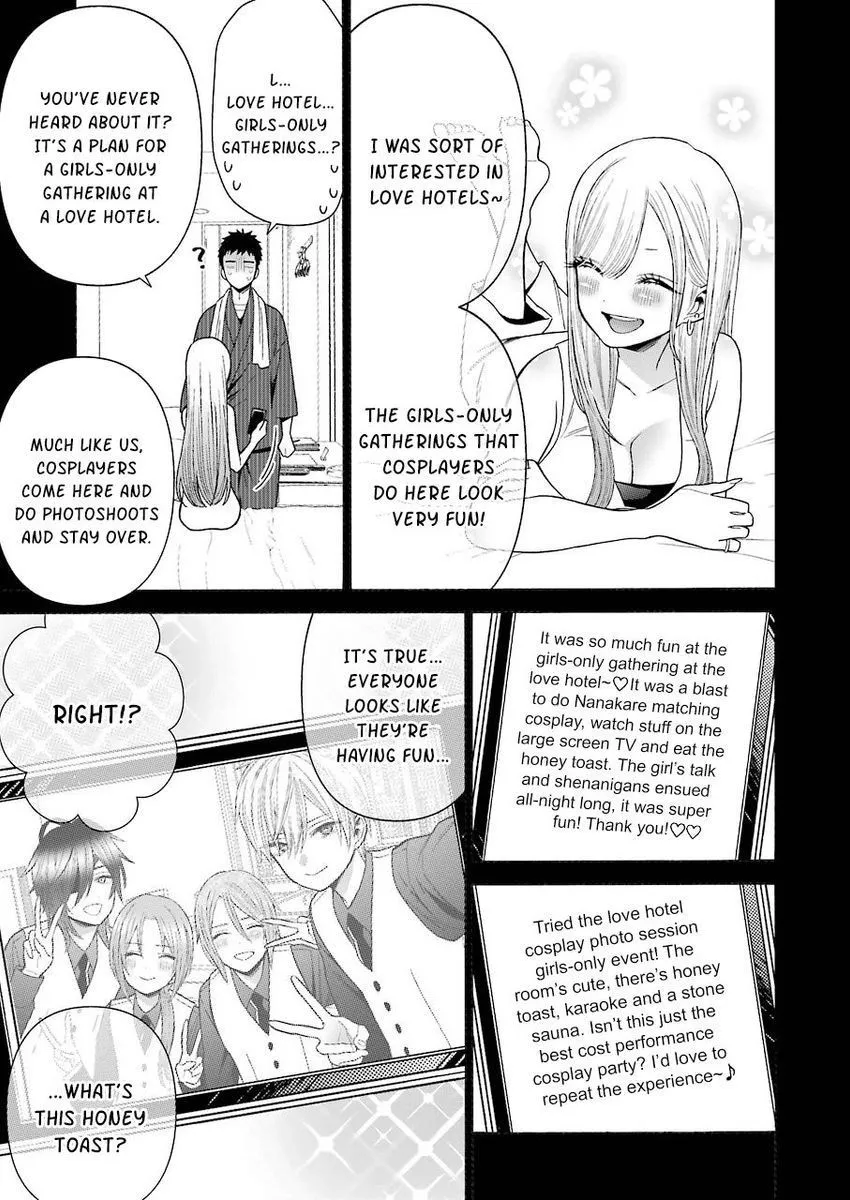 I WAS SORT OF
INTERESTED IN
LOVE HOTELS~
THE GIRLS-ONLY
GATHERINGS THAT
COSPLAYERS
DO HERE LOOK
VERY FUN!
L...
LOVE HOTEL...
GIRLS-ONLY
GATHERINGS...?
?
YOU'VE NEVER
HEARD ABOUT IT?
IT'S A PLAN FOR
A GIRLS-ONLY
GATHERING AT
A LOVE HOTEL.
MUCH LIKE US,
COSPLAYERS
COME HERE AND
DO PHOTOSHOOTS
AND STAY OVER.
It was so much fun at the
girls-only gathering at the
love hotel~♡It was a blast
to do Nanakare matching
cosplay, watch stuff on the
large screen TV and eat the
honey toast. The girl's talk
and shenanigans ensued
all-night long, it was super
fun! Thank you!♡♡
Tried the love hotel
cosplay photo session
girls-only event! The
room's cute, there's honey
toast, karaoke and a stone
sauna. Isn't this just the
best cost performance
cosplay party? I'd love to
repeat the experience~♪
IT'S TRUE...
EVERYONE
LOOKS LIKE
THEY'RE
HAVING FUN...
RIGHT!?
...WHAT'S
THIS HONEY
TOAST?